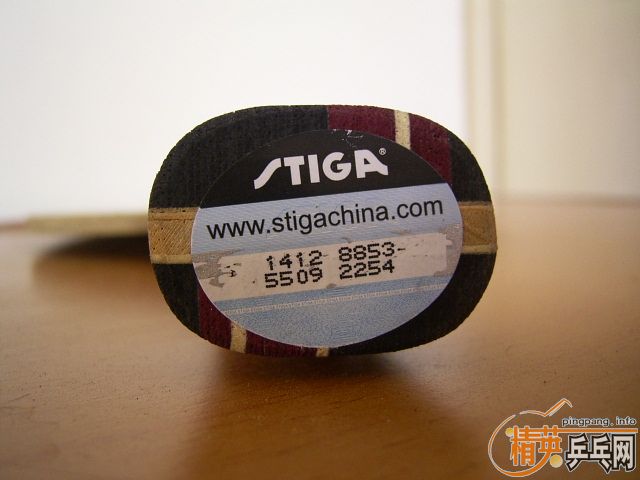 STIGA®
www.stigachina.com
1412 8853
5509 2254
pingpang.info
精英乒乓网